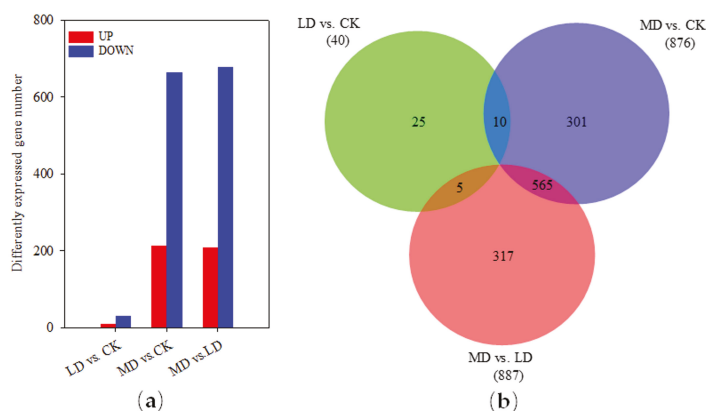 800
600
400
200
0
Differently expressed gene number
UP
DOWN
LD vs. CK
MD vs.CK
MD vs.LD
(a)
LD vs. CK
(40)
MD vs. CK
(876)
25
10
301
5
565
317
MD vs. LD
(887)
(b)